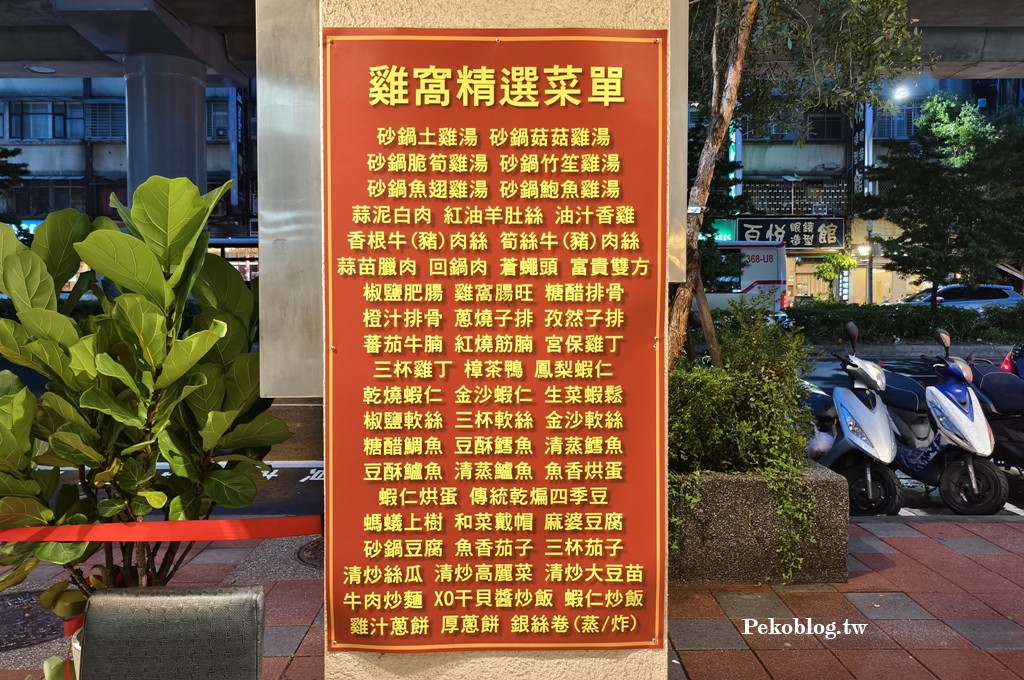 雞窩精選菜單
砂鍋土雞湯 砂鍋菇菇雞湯
砂鍋脆筍雞湯 砂鍋竹笙雞湯
砂鍋魚翅雞湯 砂鍋鮑魚雞湯
蒜泥白肉 紅油羊肚絲 油汁香雞
香根牛(豬)肉絲 筍絲牛(豬)肉絲
蒜苗臘肉 回鍋肉 蒼蠅頭 富貴雙方
椒鹽肥腸 雞窩腸旺 糖醋排骨
橙汁排骨 蔥燒子排 孜然子排
蕃茄牛腩 紅燒筋腩 宮保雞丁
三杯雞丁 樟茶鴨 鳳梨蝦仁
乾燒蝦仁 金沙蝦仁 生菜蝦鬆
椒鹽軟絲 三杯軟絲 金沙軟絲
糖醋鯛魚 豆酥鱈魚 清蒸鱈魚
豆酥鱸魚 清蒸鱸魚 魚香烘蛋
蝦仁烘蛋 傳統乾煸四季豆
螞蟻上樹 和菜戴帽 麻婆豆腐
砂鍋豆腐 魚香茄子 三杯茄子
清炒絲瓜 清炒高麗菜 清炒大豆苗
牛肉炒麵 XO干貝醬炒飯 蝦仁炒飯
雞汁蔥餅 厚蔥餅 銀絲卷(蒸/炸)
百悦 眼鏡造型 館
368-U8
Pekoblog.tw